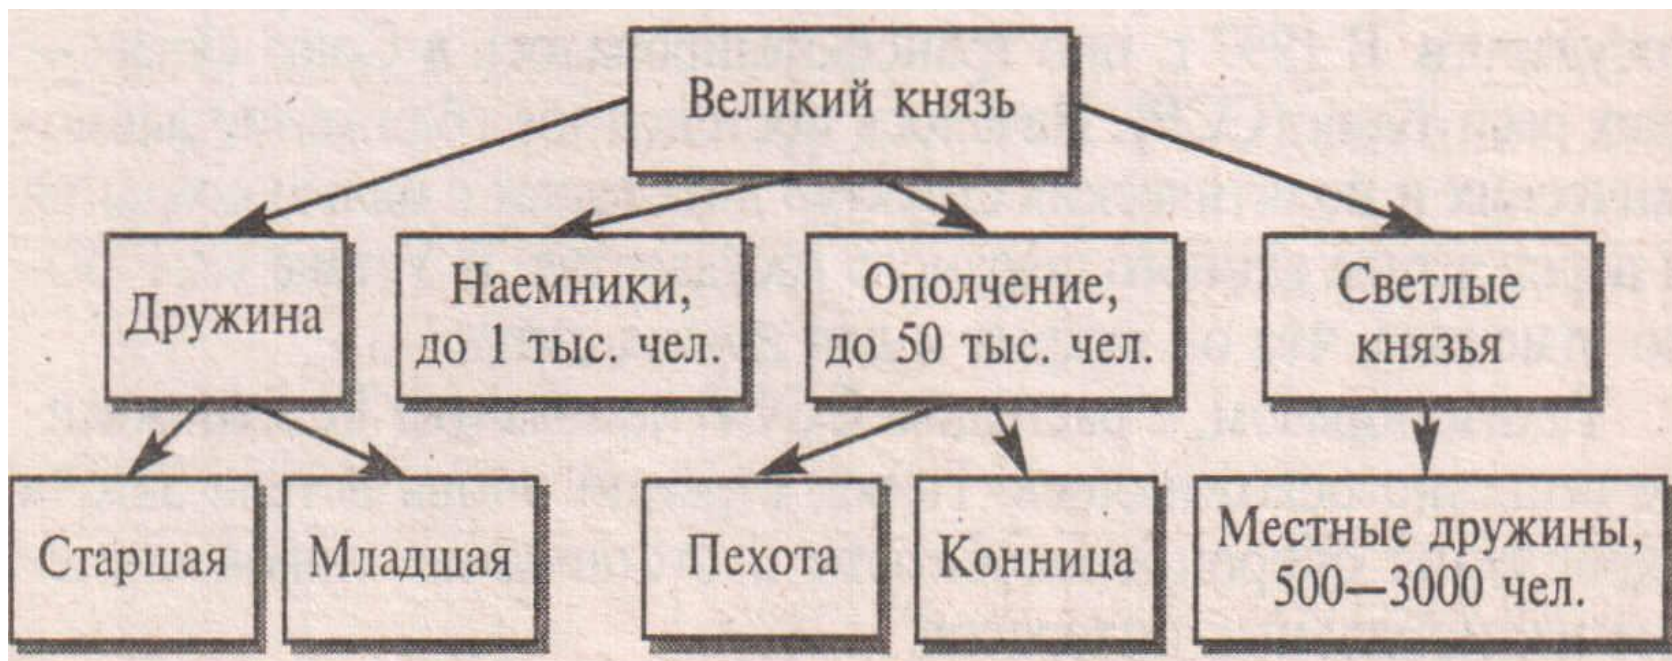 Великий князь
Дружина
Наемники,
до 1 тыс. чел.
Ополчение,
до 50 тыс. чел.
Светлые
князья
Старшая
Младшая
Пехота
Конница
Местные дружины,
500—3000 чел.